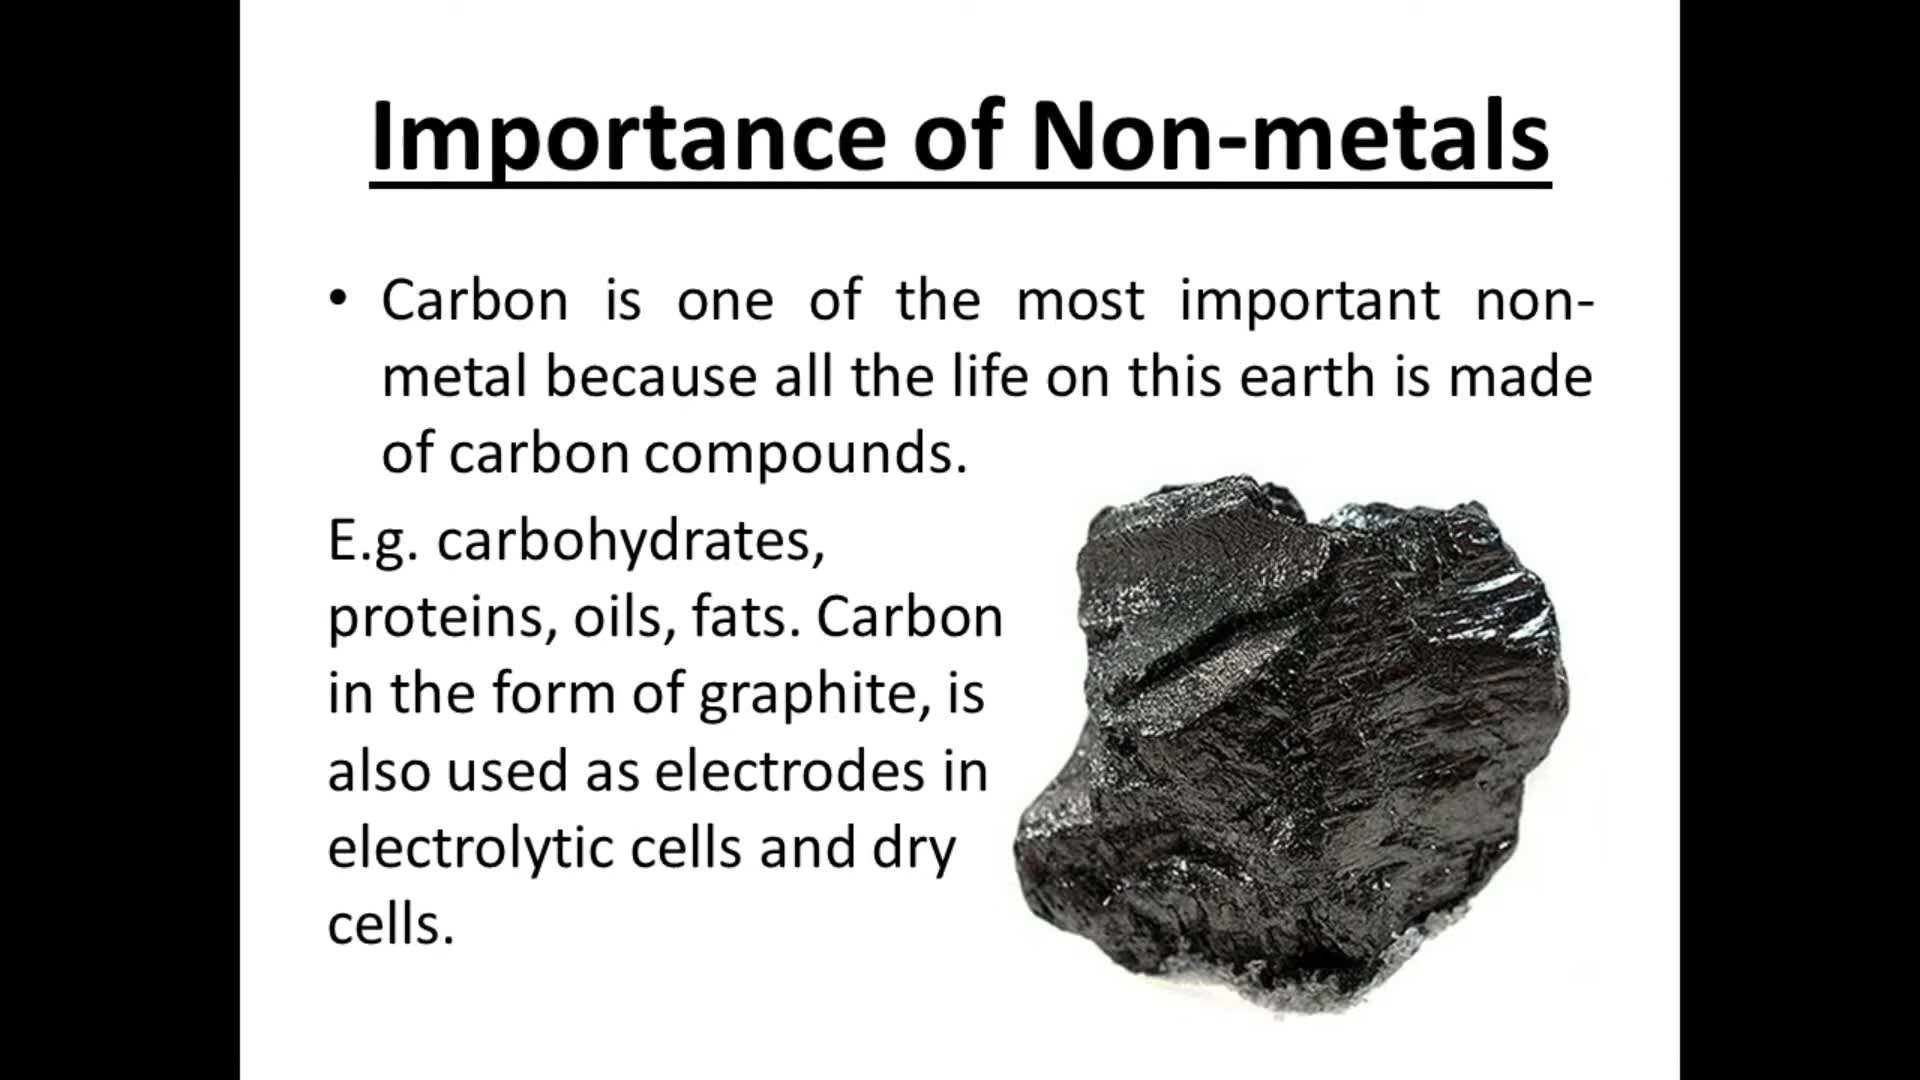 Importance of Non-metals
• Carbon is one of the most important non-
metal because all the life on this earth is made
of carbon compounds.
E.g. carbohydrates,
proteins, oils, fats. Carbon
in the form of graphite, is
also used as electrodes in
electrolytic cells and dry
cells.